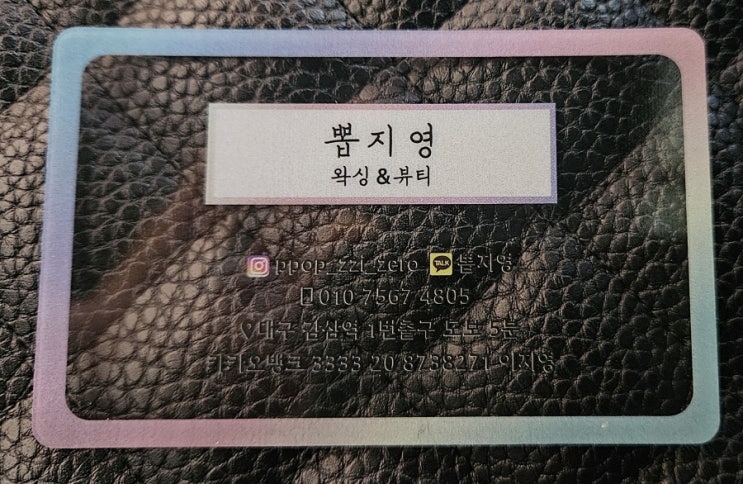 뽑지영
왁싱&뷰티
ppop_zzi_zero TALK 뽑지영
010 7567 4805
대구 감삼역 1번출구 도보 5분
카카오뱅크 3333 20 8738271 이지영